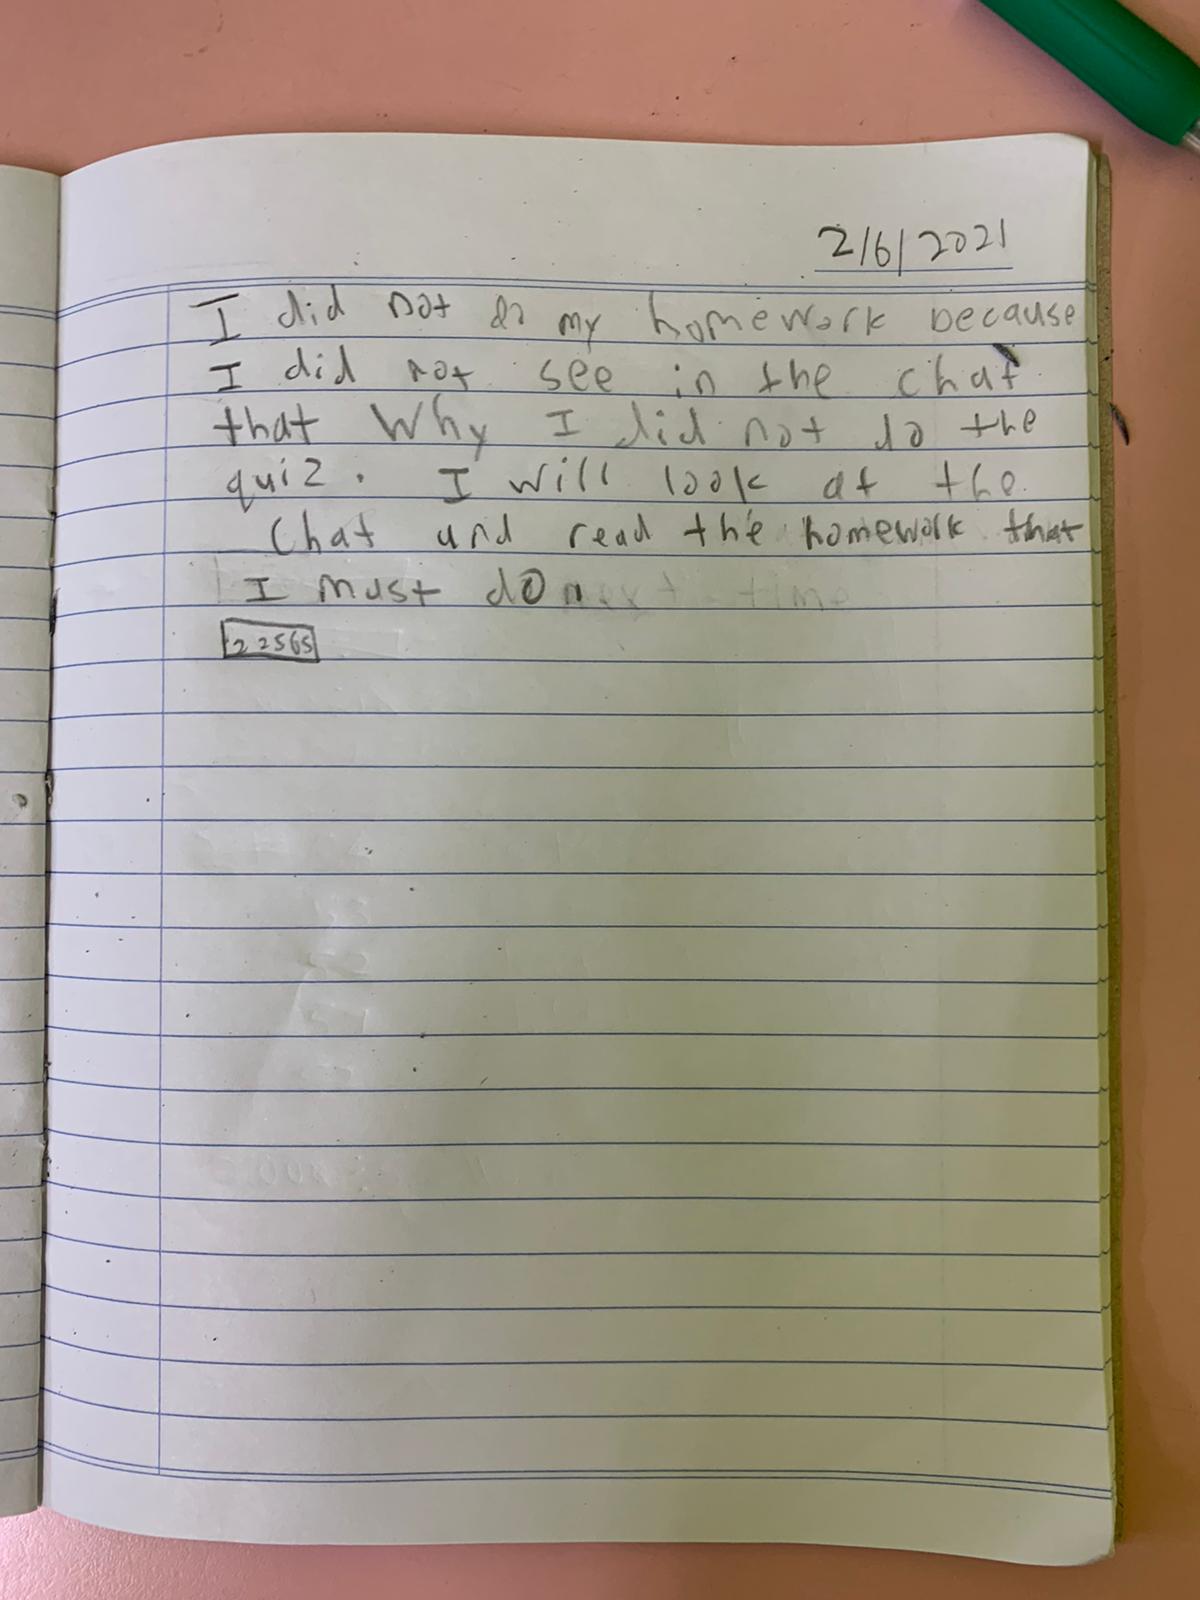 2/6/2021
I did not do my homework because
I did not see in the chat
that Why I did not do the
quiz. I will look at the
Chat and read the homework that
I must do next time
22565